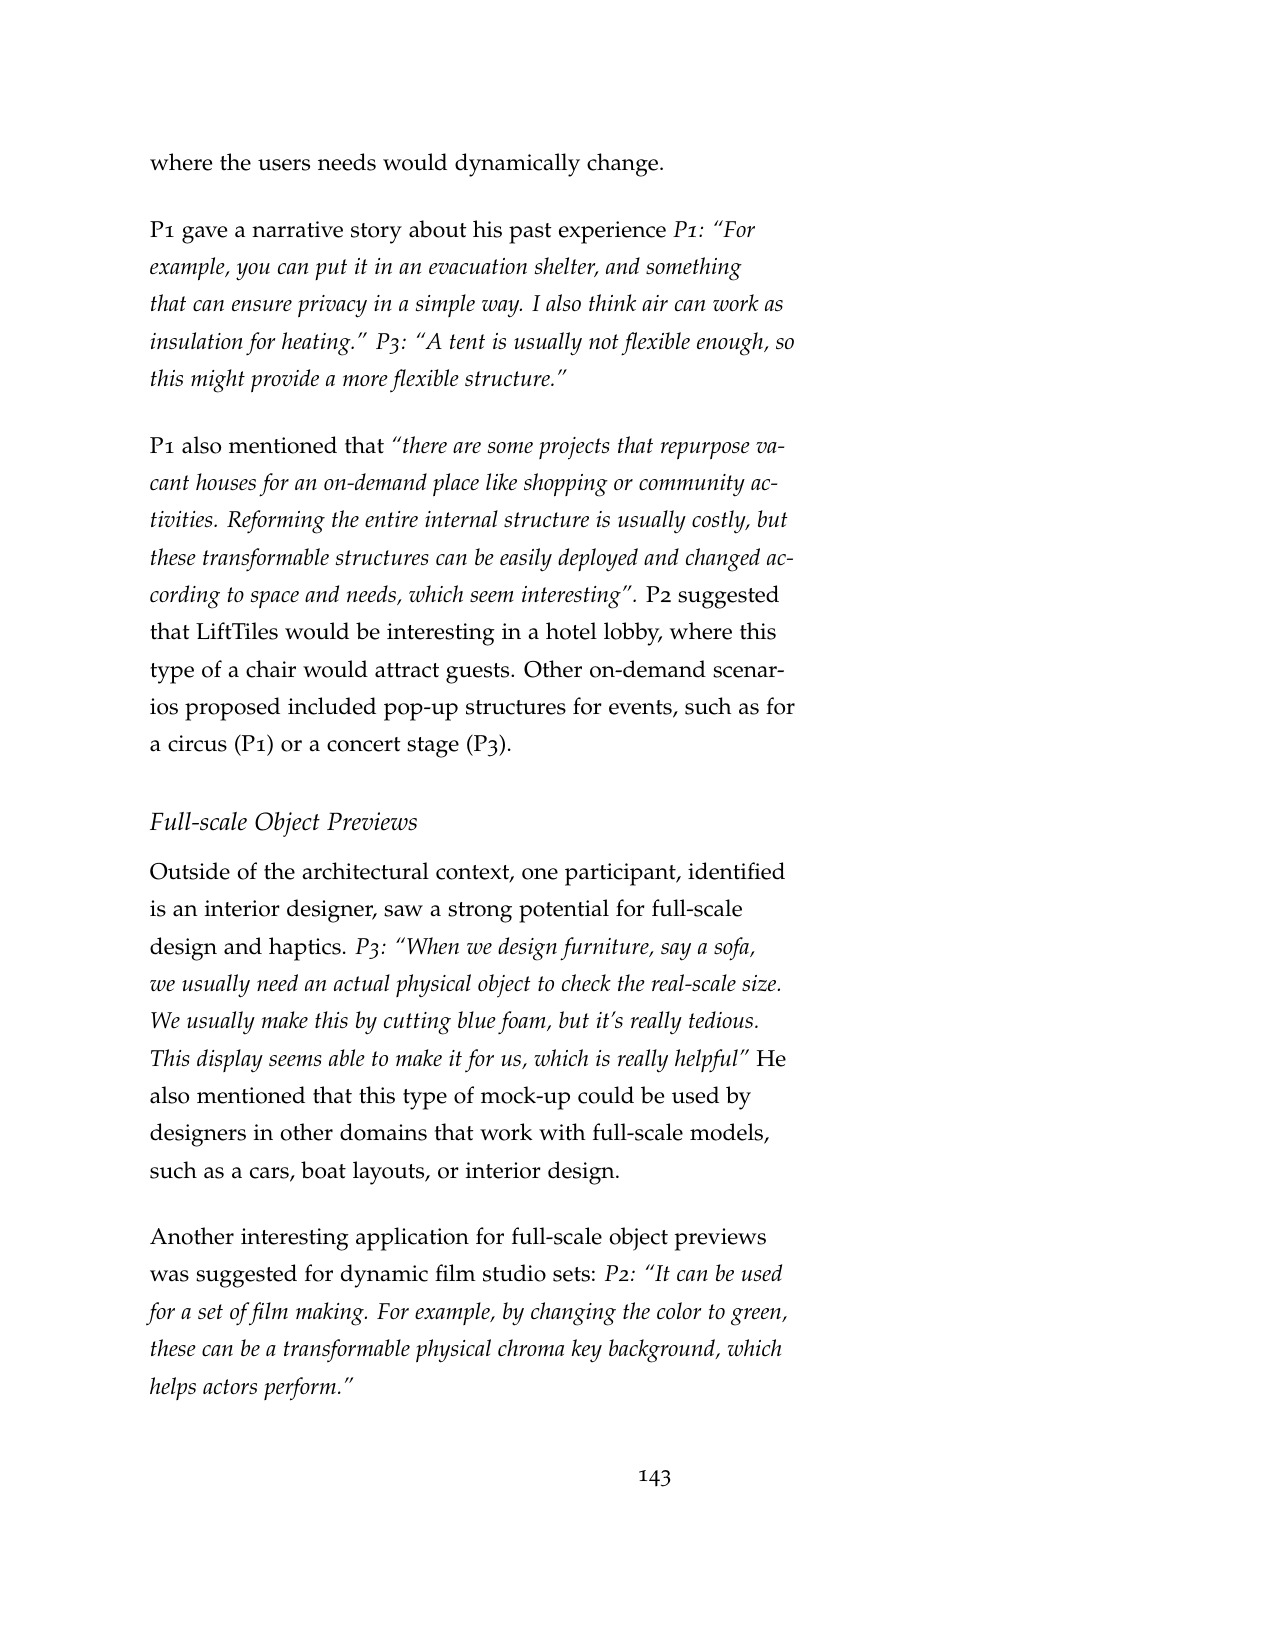 where the users needs would dynamically change.
P1 gave a narrative story about his past experience P1: “For
example, you can put it in an evacuation shelter, and something
that can ensure privacy in a simple way. I also think air can work as
insulation for heating.” P3: “A tent is usually not flexible enough, so
this might provide a more flexible structure.”
P1 also mentioned that “there are some projects that repurpose va-
cant houses for an on-demand place like shopping or community ac-
tivities. Reforming the entire internal structure is usually costly, but
these transformable structures can be easily deployed and changed ac-
cording to space and needs, which seem interesting”. P2 suggested
that LiftTiles would be interesting in a hotel lobby, where this
type of a chair would attract guests. Other on-demand scenar-
ios proposed included pop-up structures for events, such as for
a circus (P1) or a concert stage (P3).
Full-scale Object Previews
Outside of the architectural context, one participant, identified
is an interior designer, saw a strong potential for full-scale
design and haptics. P3: “When we design furniture, say a sofa,
we usually need an actual physical object to check the real-scale size.
We usually make this by cutting blue foam, but it’s really tedious.
This display seems able to make it for us, which is really helpful” He
also mentioned that this type of mock-up could be used by
designers in other domains that work with full-scale models,
such as a cars, boat layouts, or interior design.
Another interesting application for full-scale object previews
was suggested for dynamic film studio sets: P2: “It can be used
for a set of film making. For example, by changing the color to green,
these can be a transformable physical chroma key background, which
helps actors perform.”
143